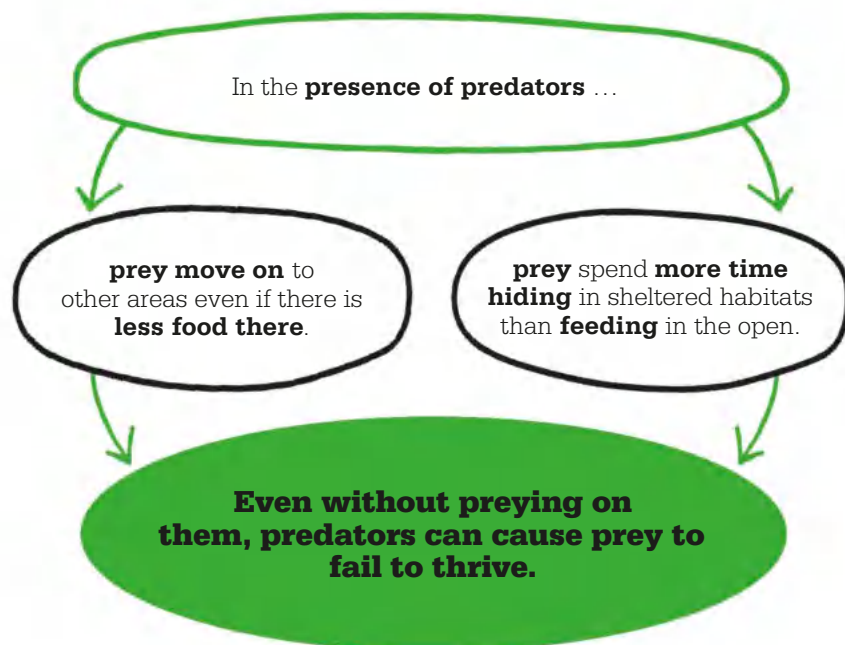 In the presence of predators …
prey move on to
other areas even if there is
less food there.
prey spend more time
hiding in sheltered habitats
than feeding in the open.
Even without preying on
them, predators can cause prey to
fail to thrive.